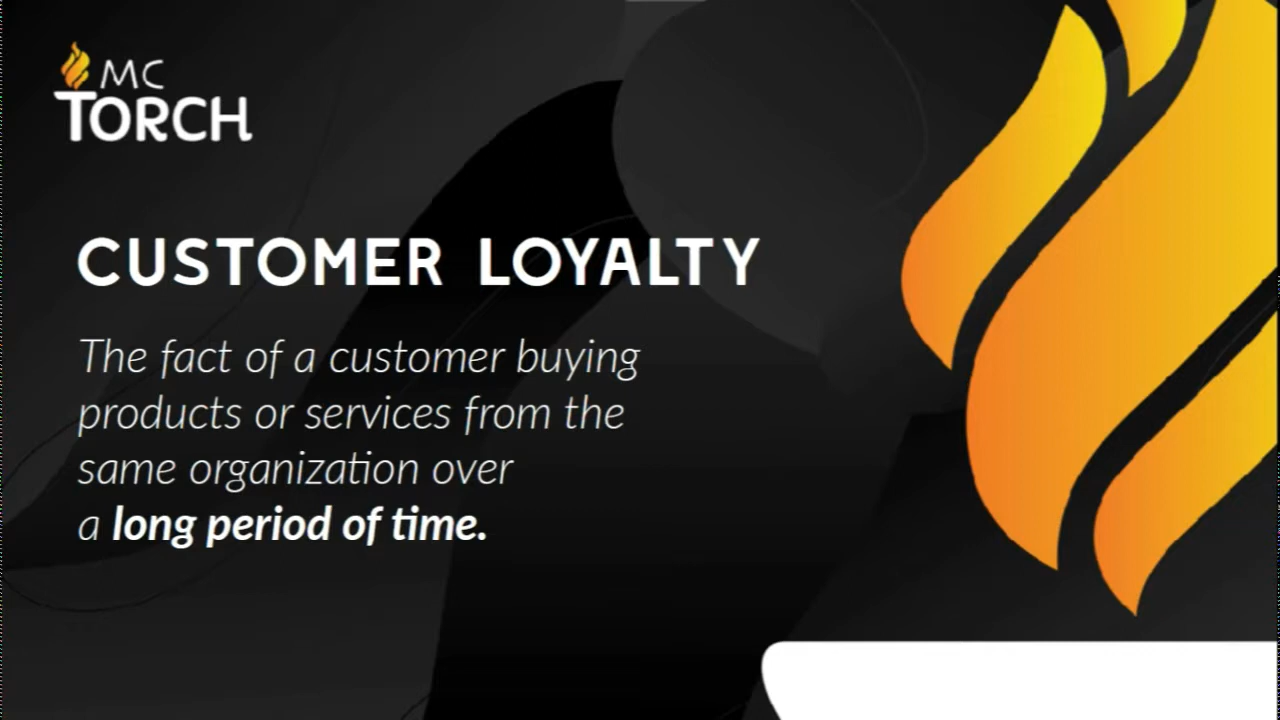 MC
TORCH
CUSTOMER LOYALTY
The fact of a customer buying
products or services from the
same organization over
a long period of time.